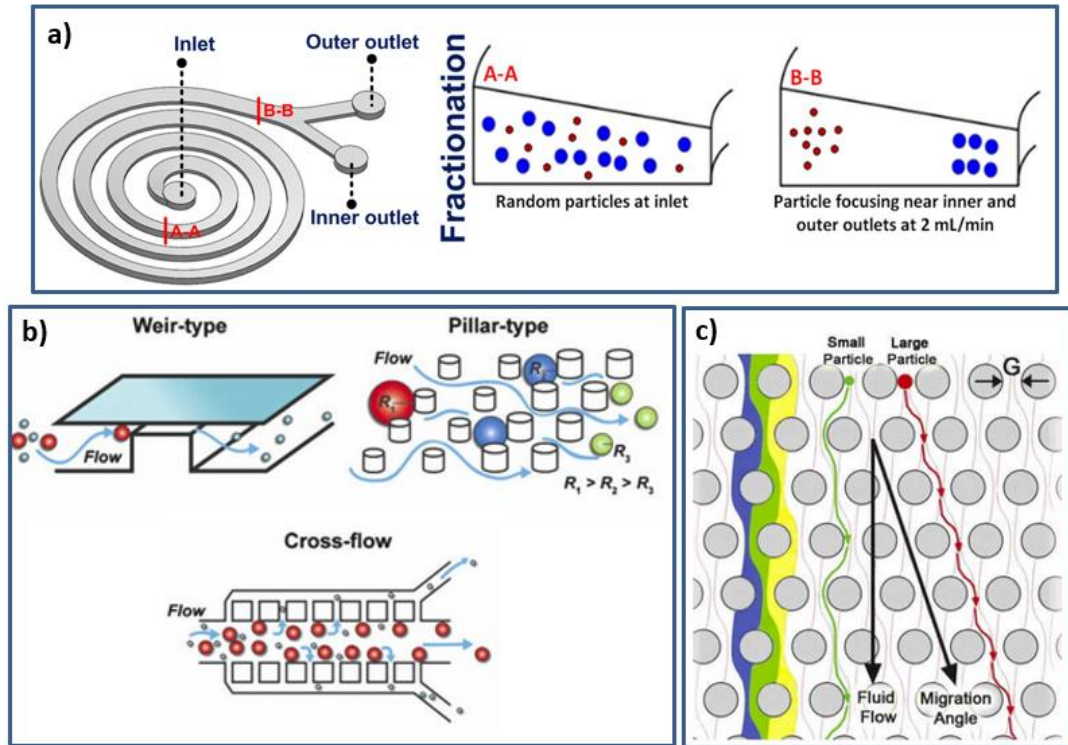 a)
Inlet
Outer outlet
B-B
Inner outlet
A-A
Fractionation
A-A
Random particles at inlet
B-B
Particle focusing near inner and
outer outlets at 2 mL/min
b)
Weir-type
Flow
Pillar-type
Flow
R1
R2
R3
R1 > R2 > R3
Cross-flow
Flow
c)
Small
Particle
Large
Particle
G
Fluid
Flow
Migration
Angle